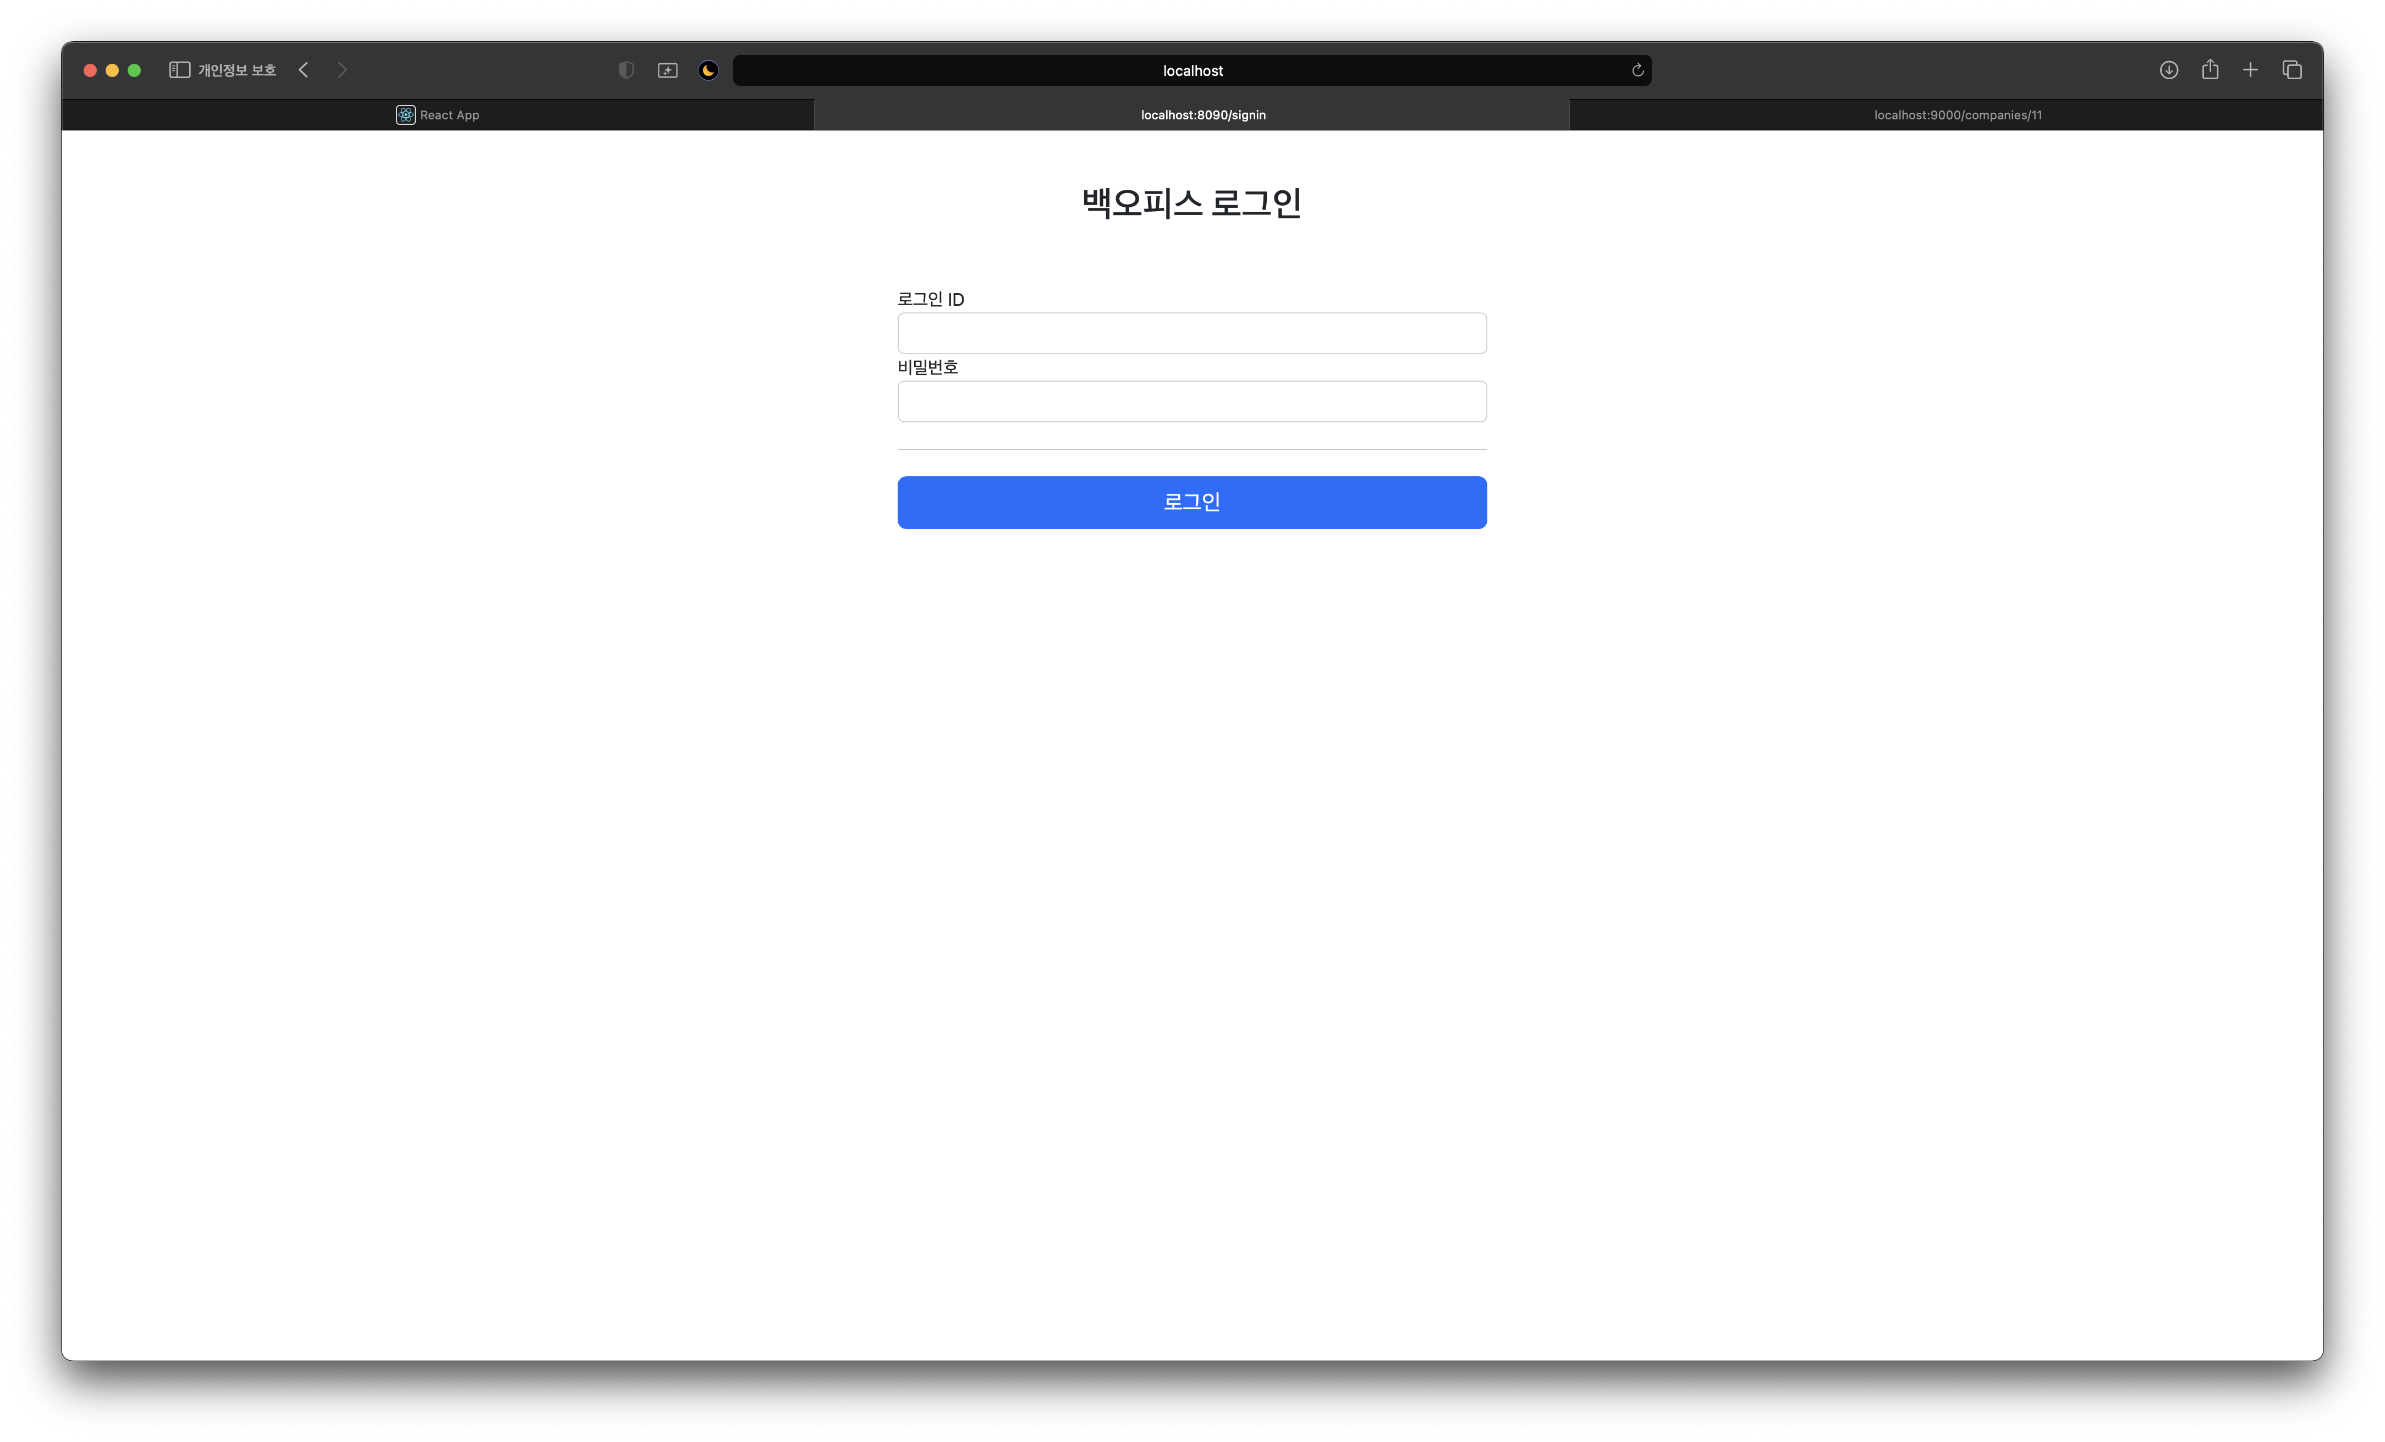 개인정보 보호
localhost
React App
localhost:8090/signin
localhost:9000/companies/11
백오피스 로그인
로그인 ID
비밀번호
로그인